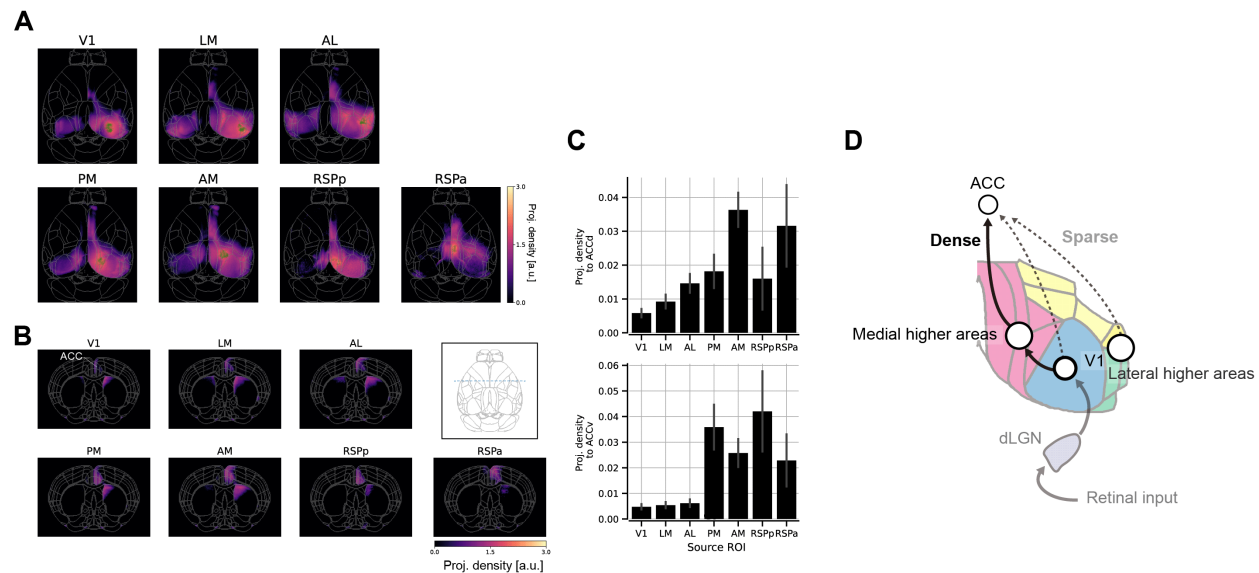 A
V1
LM
AL
PM
AM
RSPp
RSPa
3.0
1.5
0.0
Proj. density
[a.u.]
B
V1
ACC
LM
AL
PM
AM
RSPp
RSPa
0.0 1.5 3.0
Proj. density [a.u.]
C
Proj. density
to ACCd
0.04
0.03
0.02
0.01
0.00
V1 LM AL PM AM RSPp RSPa
Proj. density
to ACCv
0.06
0.05
0.04
0.03
0.02
0.01
0.00
V1 LM AL PM AM RSPp RSPa
Source ROI
D
ACC
Dense
Sparse
Medial higher areas
V1
Lateral higher areas
dLGN
Retinal input